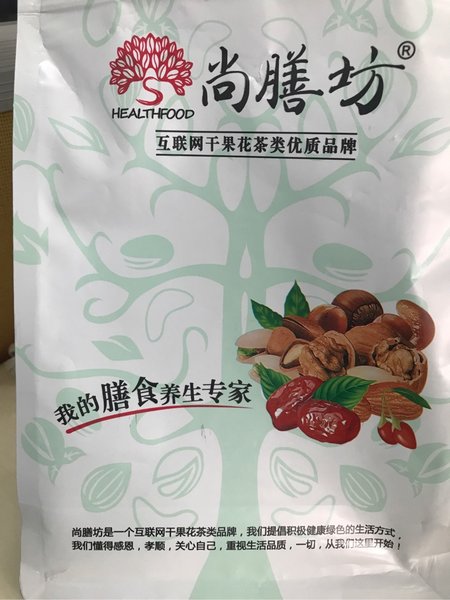 S
HEALTHFOOD
尚膳坊®
互联网干果花茶类优质品牌
我的膳食养生专家
尚膳坊是一个互联网干果花茶类品牌，我们提倡积极健康绿色的生活方式，
我们懂得感恩，孝顺，关心自己，重视生活品质，一切，从我们这里开始！